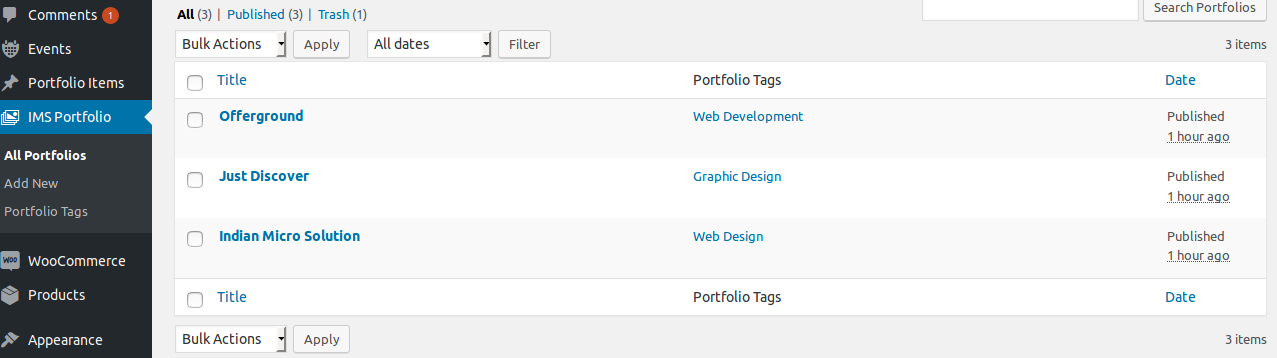 Comments 1
Events
Portfolio Items
IMS Portfolio
All Portfolios
Add New
Portfolio Tags
WOO WooCommerce
Products
Appearance
All (3) | Published (3) | Trash (1)
Search Portfolios
Bulk Actions Apply All dates Filter 3 items
Title Portfolio Tags Date
Offerground Web Development Published
1 hour ago
Just Discover Graphic Design Published
1 hour ago
Indian Micro Solution Web Design Published
1 hour ago
Title Portfolio Tags Date
Bulk Actions Apply 3 items